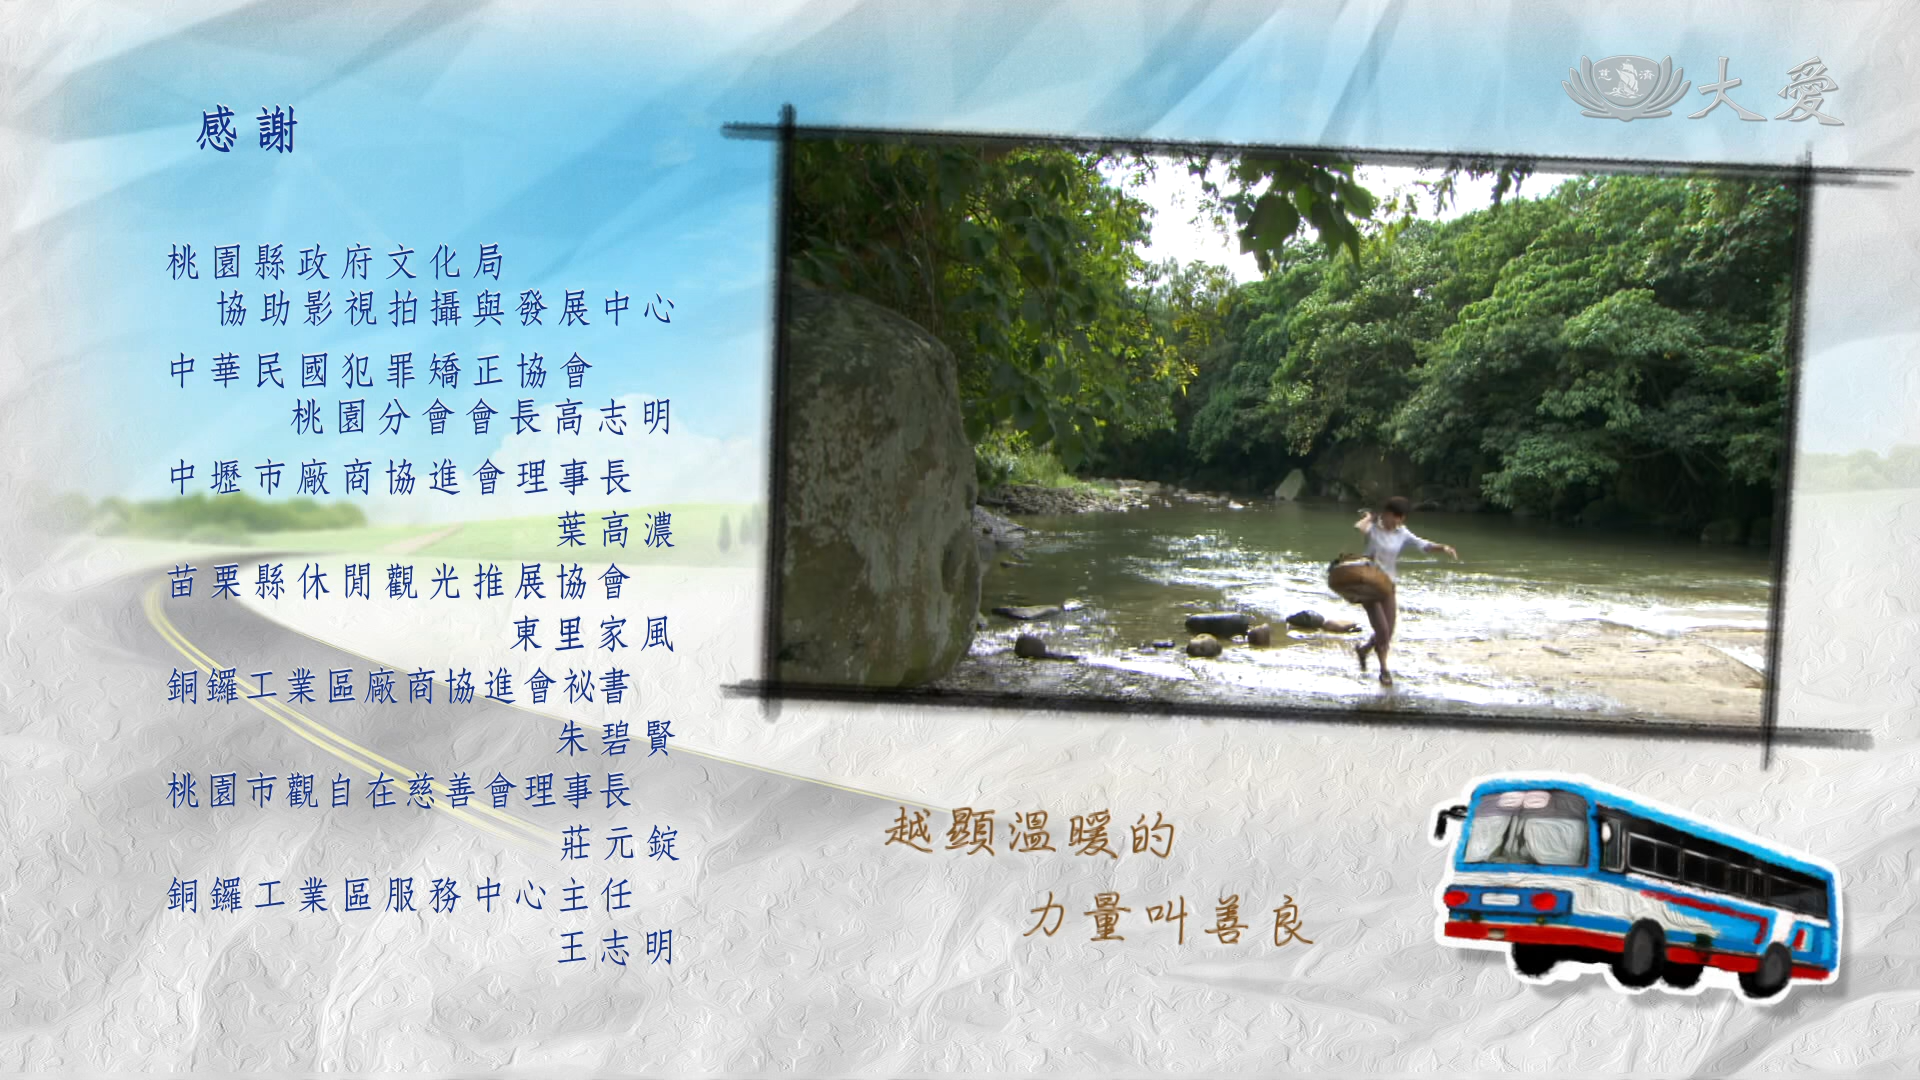 感謝
桃園縣政府文化局
協助影視拍攝與發展中心
中華民國犯罪矯正協會
桃園分會會長高志明
中壢市廠商協進會理事長
葉高濃
苗栗縣休閒觀光推展協會
東里家風
銅鑼工業區廠商協進會祕書
朱碧賢
桃園市觀自在慈善會理事長
莊元錠
銅鑼工業區服務中心主任
王志明
慈濟
大愛
越顯溫暖的
力量叫善良